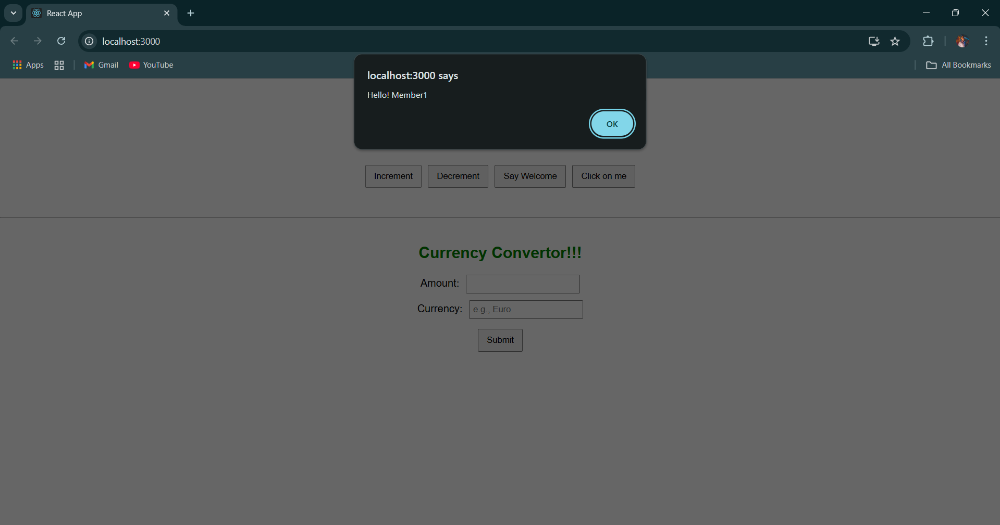 React App
localhost:3000
Apps Gmail YouTube All Bookmarks
localhost:3000 says
Hello! Member1
OK
Increment Decrement Say Welcome Click on me
Currency Convertor!!!
Amount:
Currency: e.g., Euro
Submit